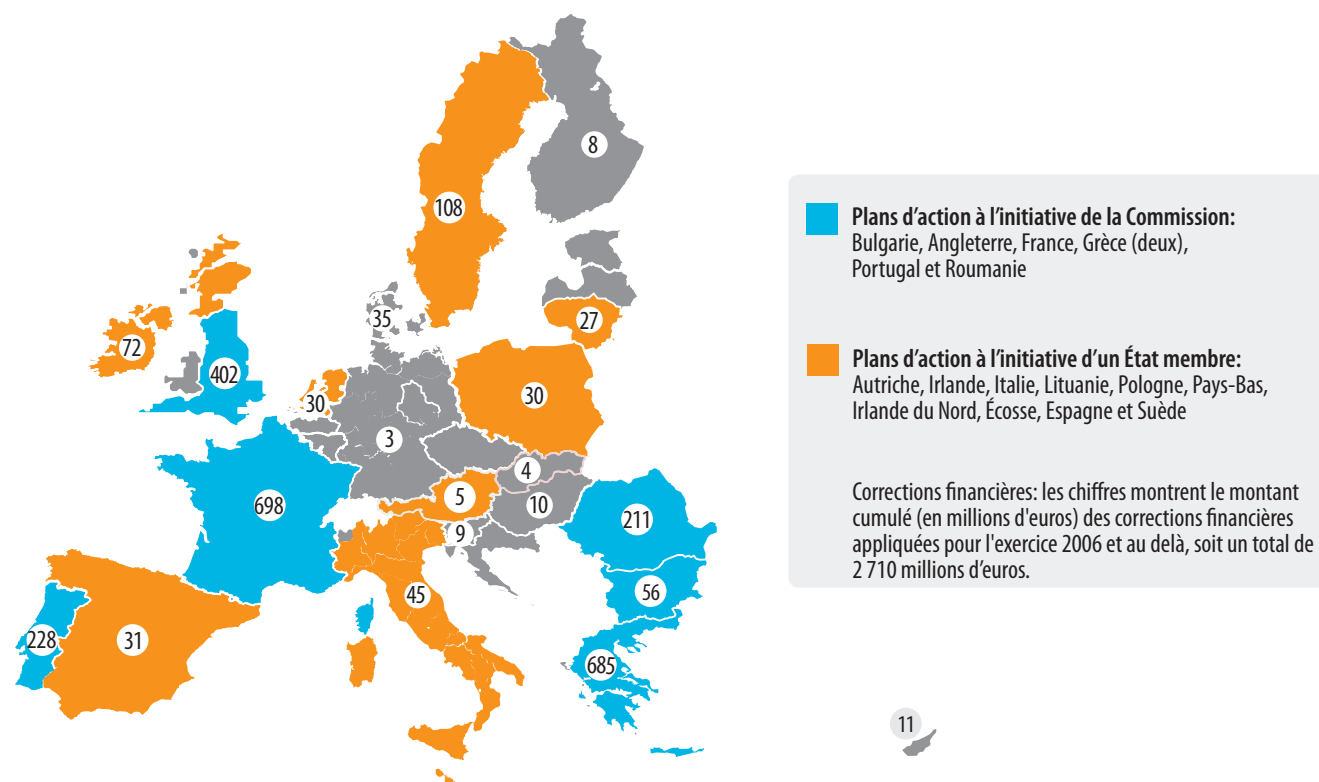 8
108
35
27
72
402
30
30
3
4
5
10
698
9
211
45
56
228
31
685
11
Plans d'action à l'initiative de la Commission:
Bulgarie, Angleterre, France, Grèce (deux),
Portugal et Roumanie
Plans d'action à l'initiative d'un État membre:
Autriche, Irlande, Italie, Lituanie, Pologne, Pays-Bas,
Irlande du Nord, Écosse, Espagne et Suède
Corrections financières: les chiffres montrent le montant
cumulé (en millions d'euros) des corrections financières
appliquées pour l'exercice 2006 et au delà, soit un total de
2 710 millions d'euros.